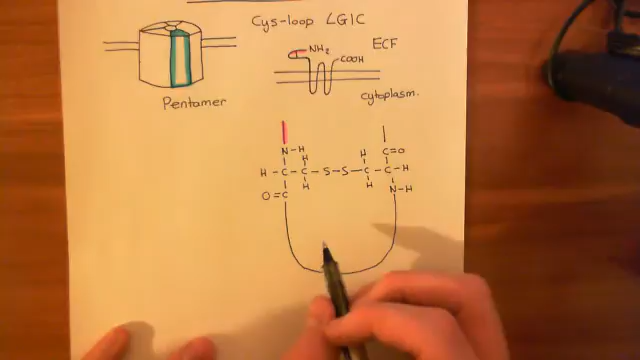 Cys-loop LGIC
NH₂
COOH
ECF
Pentamer
cytoplasm.
N-H
C=O
H
H
H-C-C-S-S-C-C-H
H
H
O=C
N-H